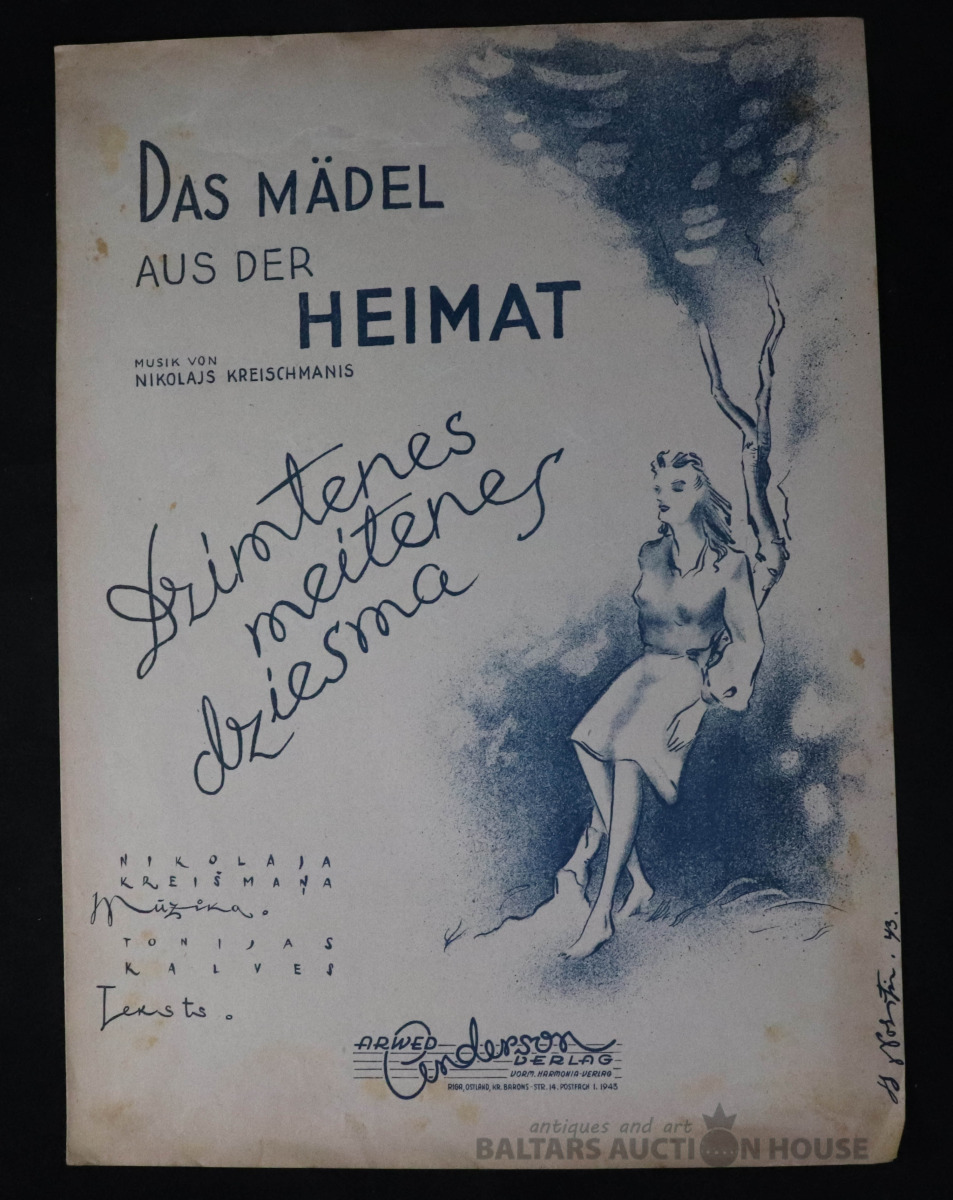 DAS MÄDEL
AUS DER
HEIMAT
MUSIK VON
NIKOLAJS KREISCHMANIS
Dzimtenes
meitenes
dziesma
NIKOLAJA
KREIŠMAŅA
Mūzika.
TONIJAS
KALVES
Teksts.
ARWED Anderson
VERLAG
VORM. HARMONIA-VERLAG
RIGA, OSTLAND, KR. BARONS-STR. 14. POSTFACH 1. 1943
43.
antiques and art
BALTARS AUCTION HOUSE